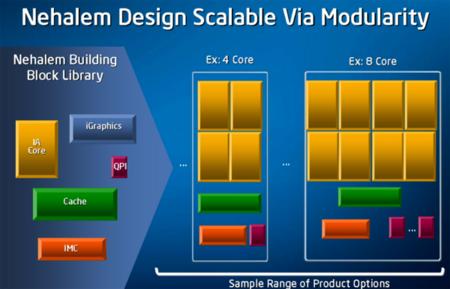 Nehalem Design Scalable Via Modularity
Nehalem Building
Block Library
IA
Core
iGraphics
QPI
Cache
IMC
Ex: 4 Core
Ex: 8 Core
...
...
...
Sample Range of Product Options